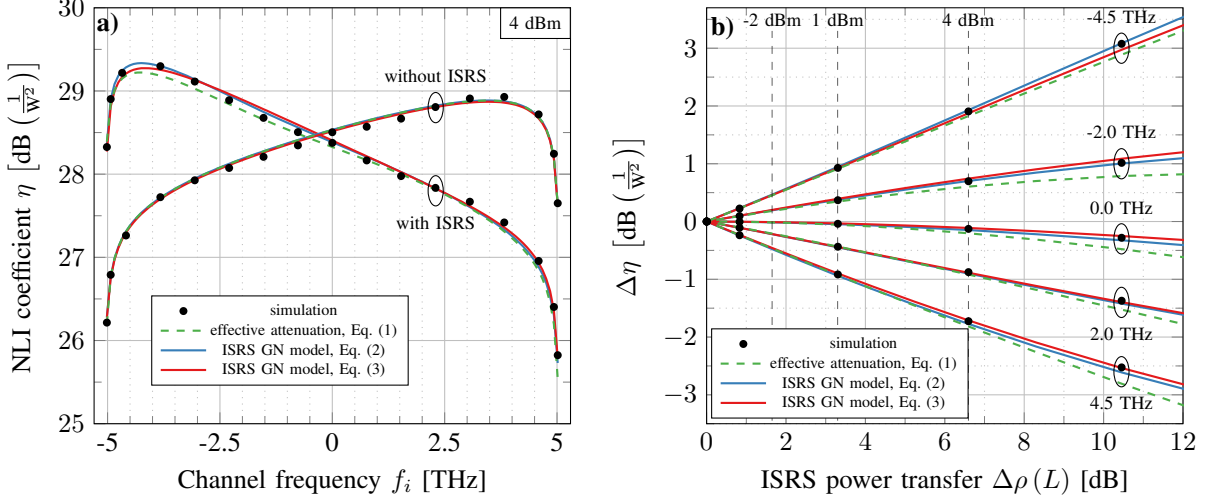 a)
4 dBm
without ISRS
with ISRS
simulation
effective attenuation, Eq. (1)
ISRS GN model, Eq. (2)
ISRS GN model, Eq. (3)
30
29
28
27
26
25
-5
-2.5
0
2.5
5
NLI coefficient η [dB (1/W²)]
Channel frequency f_i [THz]
b)
-2 dBm
1 dBm
4 dBm
-4.5 THz
-2.0 THz
0.0 THz
2.0 THz
4.5 THz
simulation
effective attenuation, Eq. (1)
ISRS GN model, Eq. (2)
ISRS GN model, Eq. (3)
3
2
1
0
−1
−2
−3
0
2
4
6
8
10
12
Δη [dB (1/W²)]
ISRS power transfer Δρ (L) [dB]